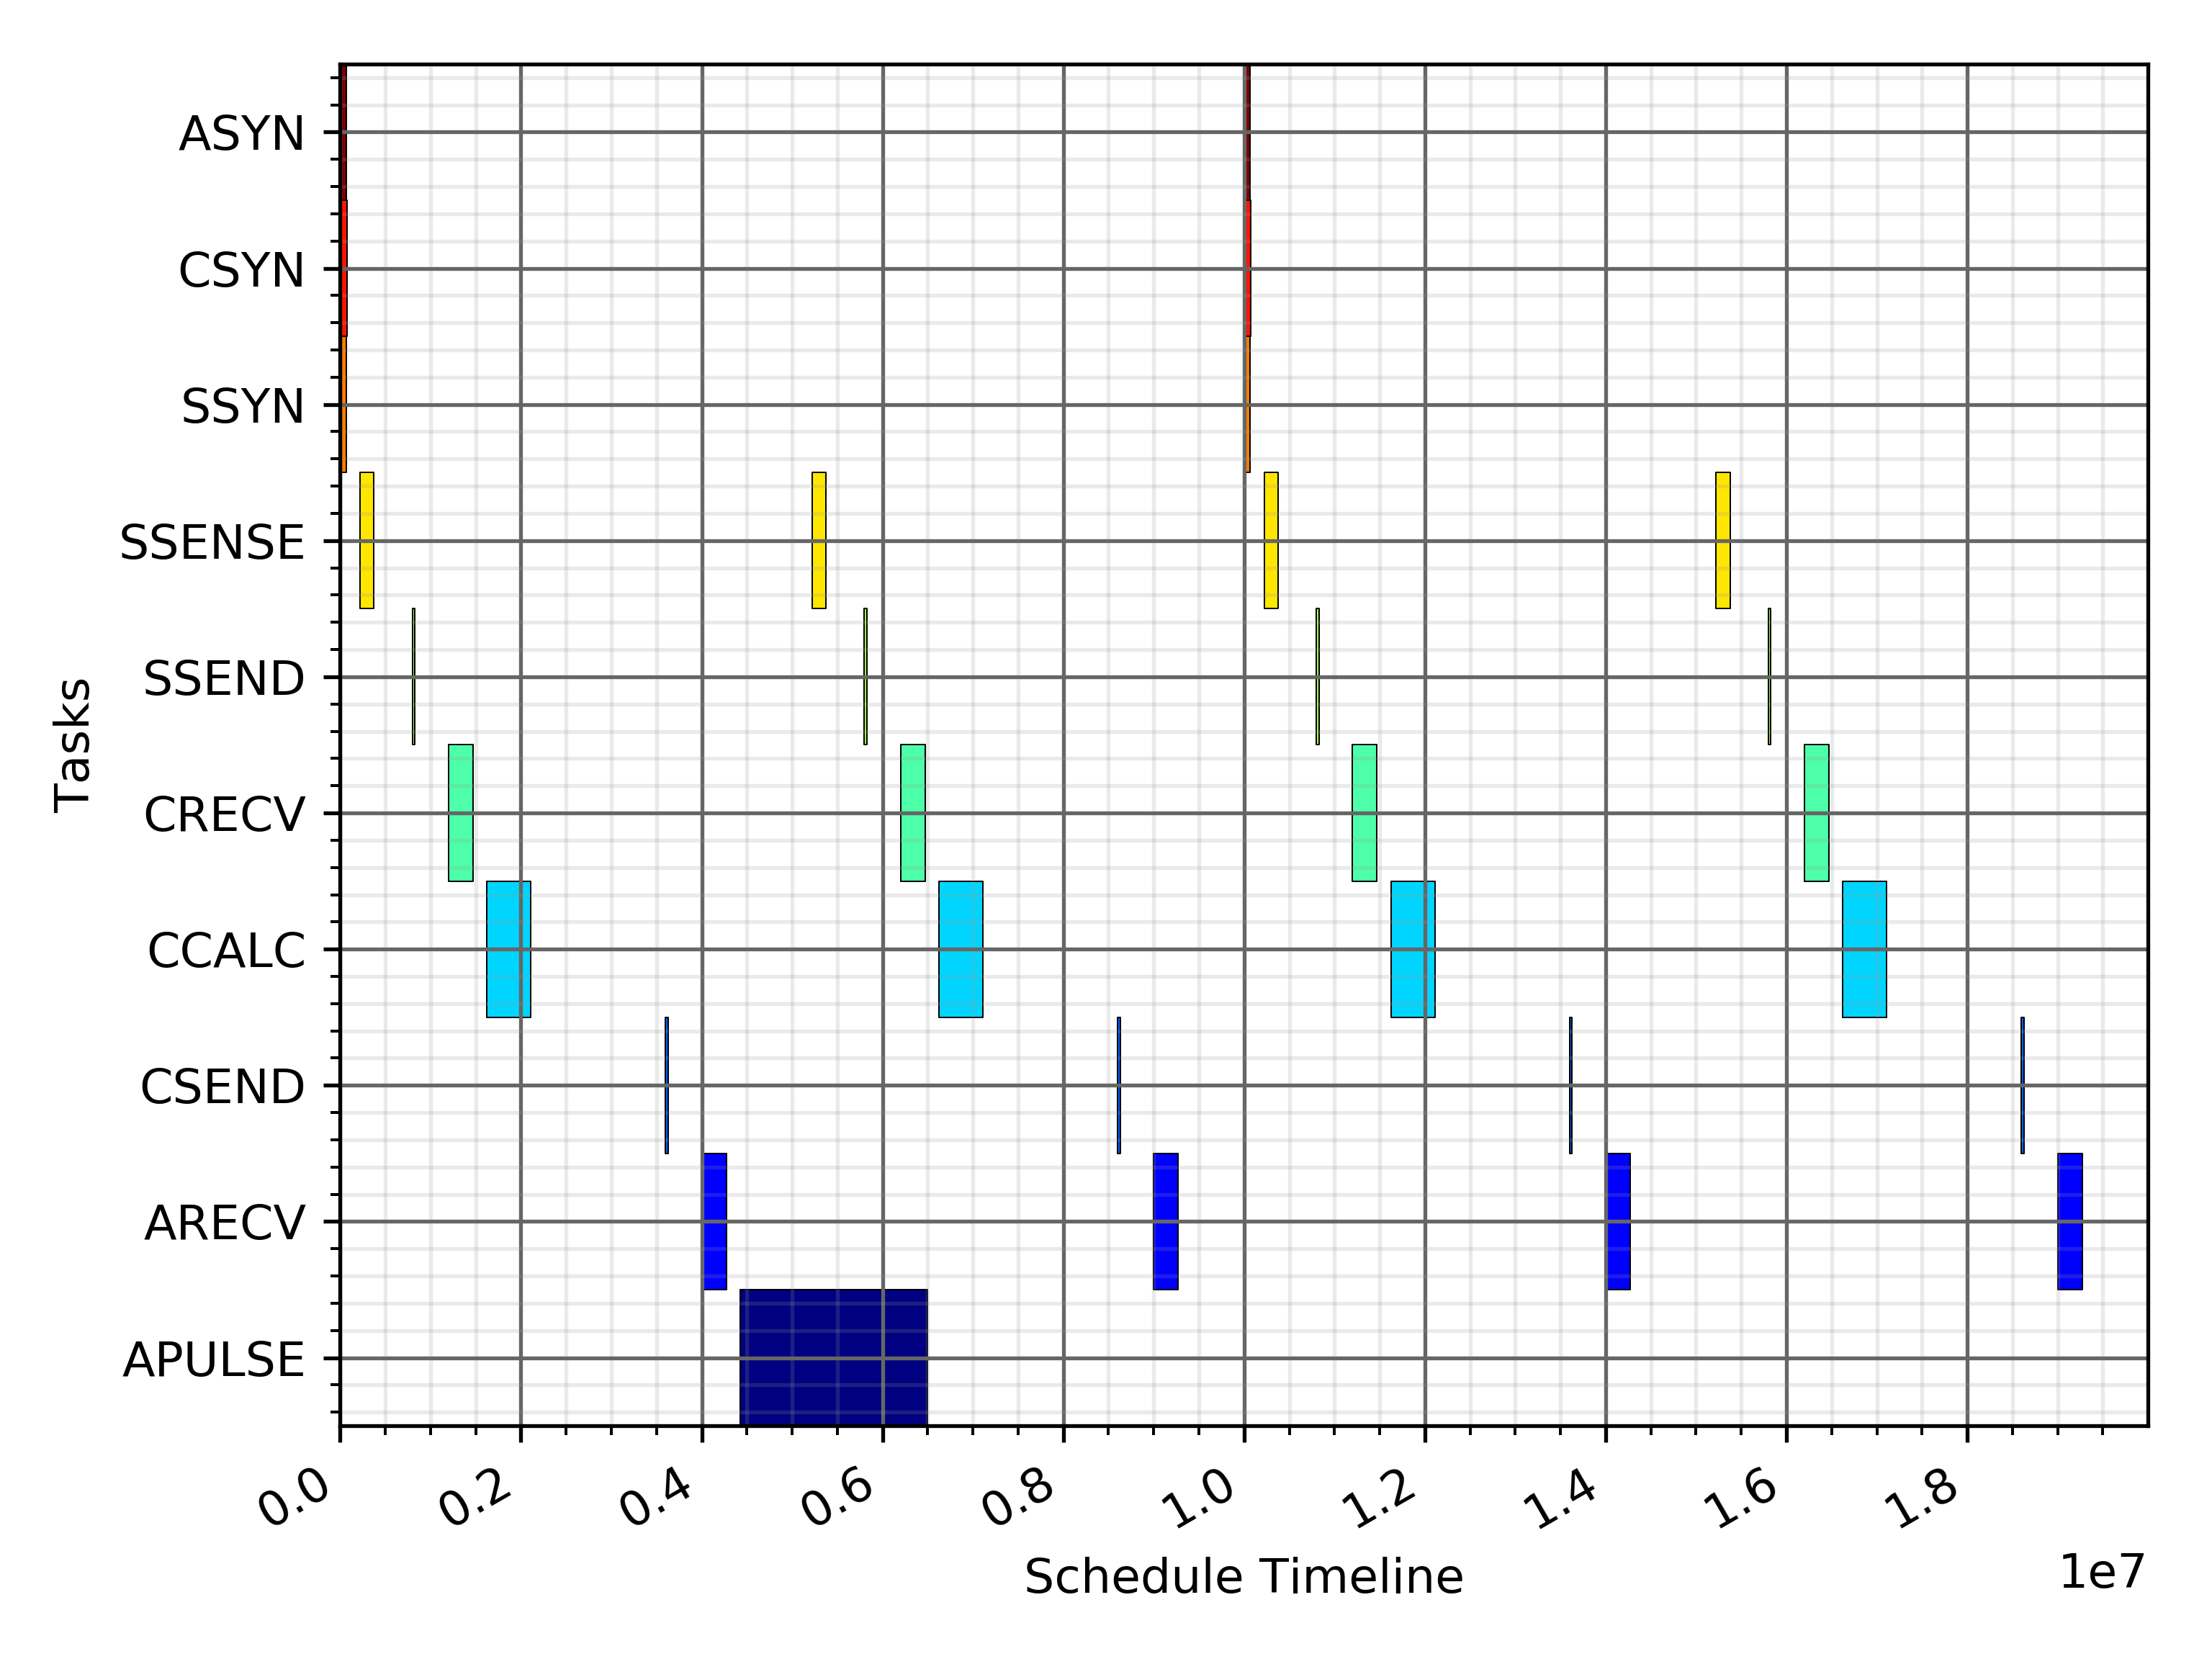 ASYN
CSYN
SSYN
SSENSE
SSEND
CRECV
CCALC
CSEND
ARECV
APULSE
Tasks
0.0 0.2 0.4 0.6 0.8 1.0 1.2 1.4 1.6 1.8
Schedule Timeline
1e7